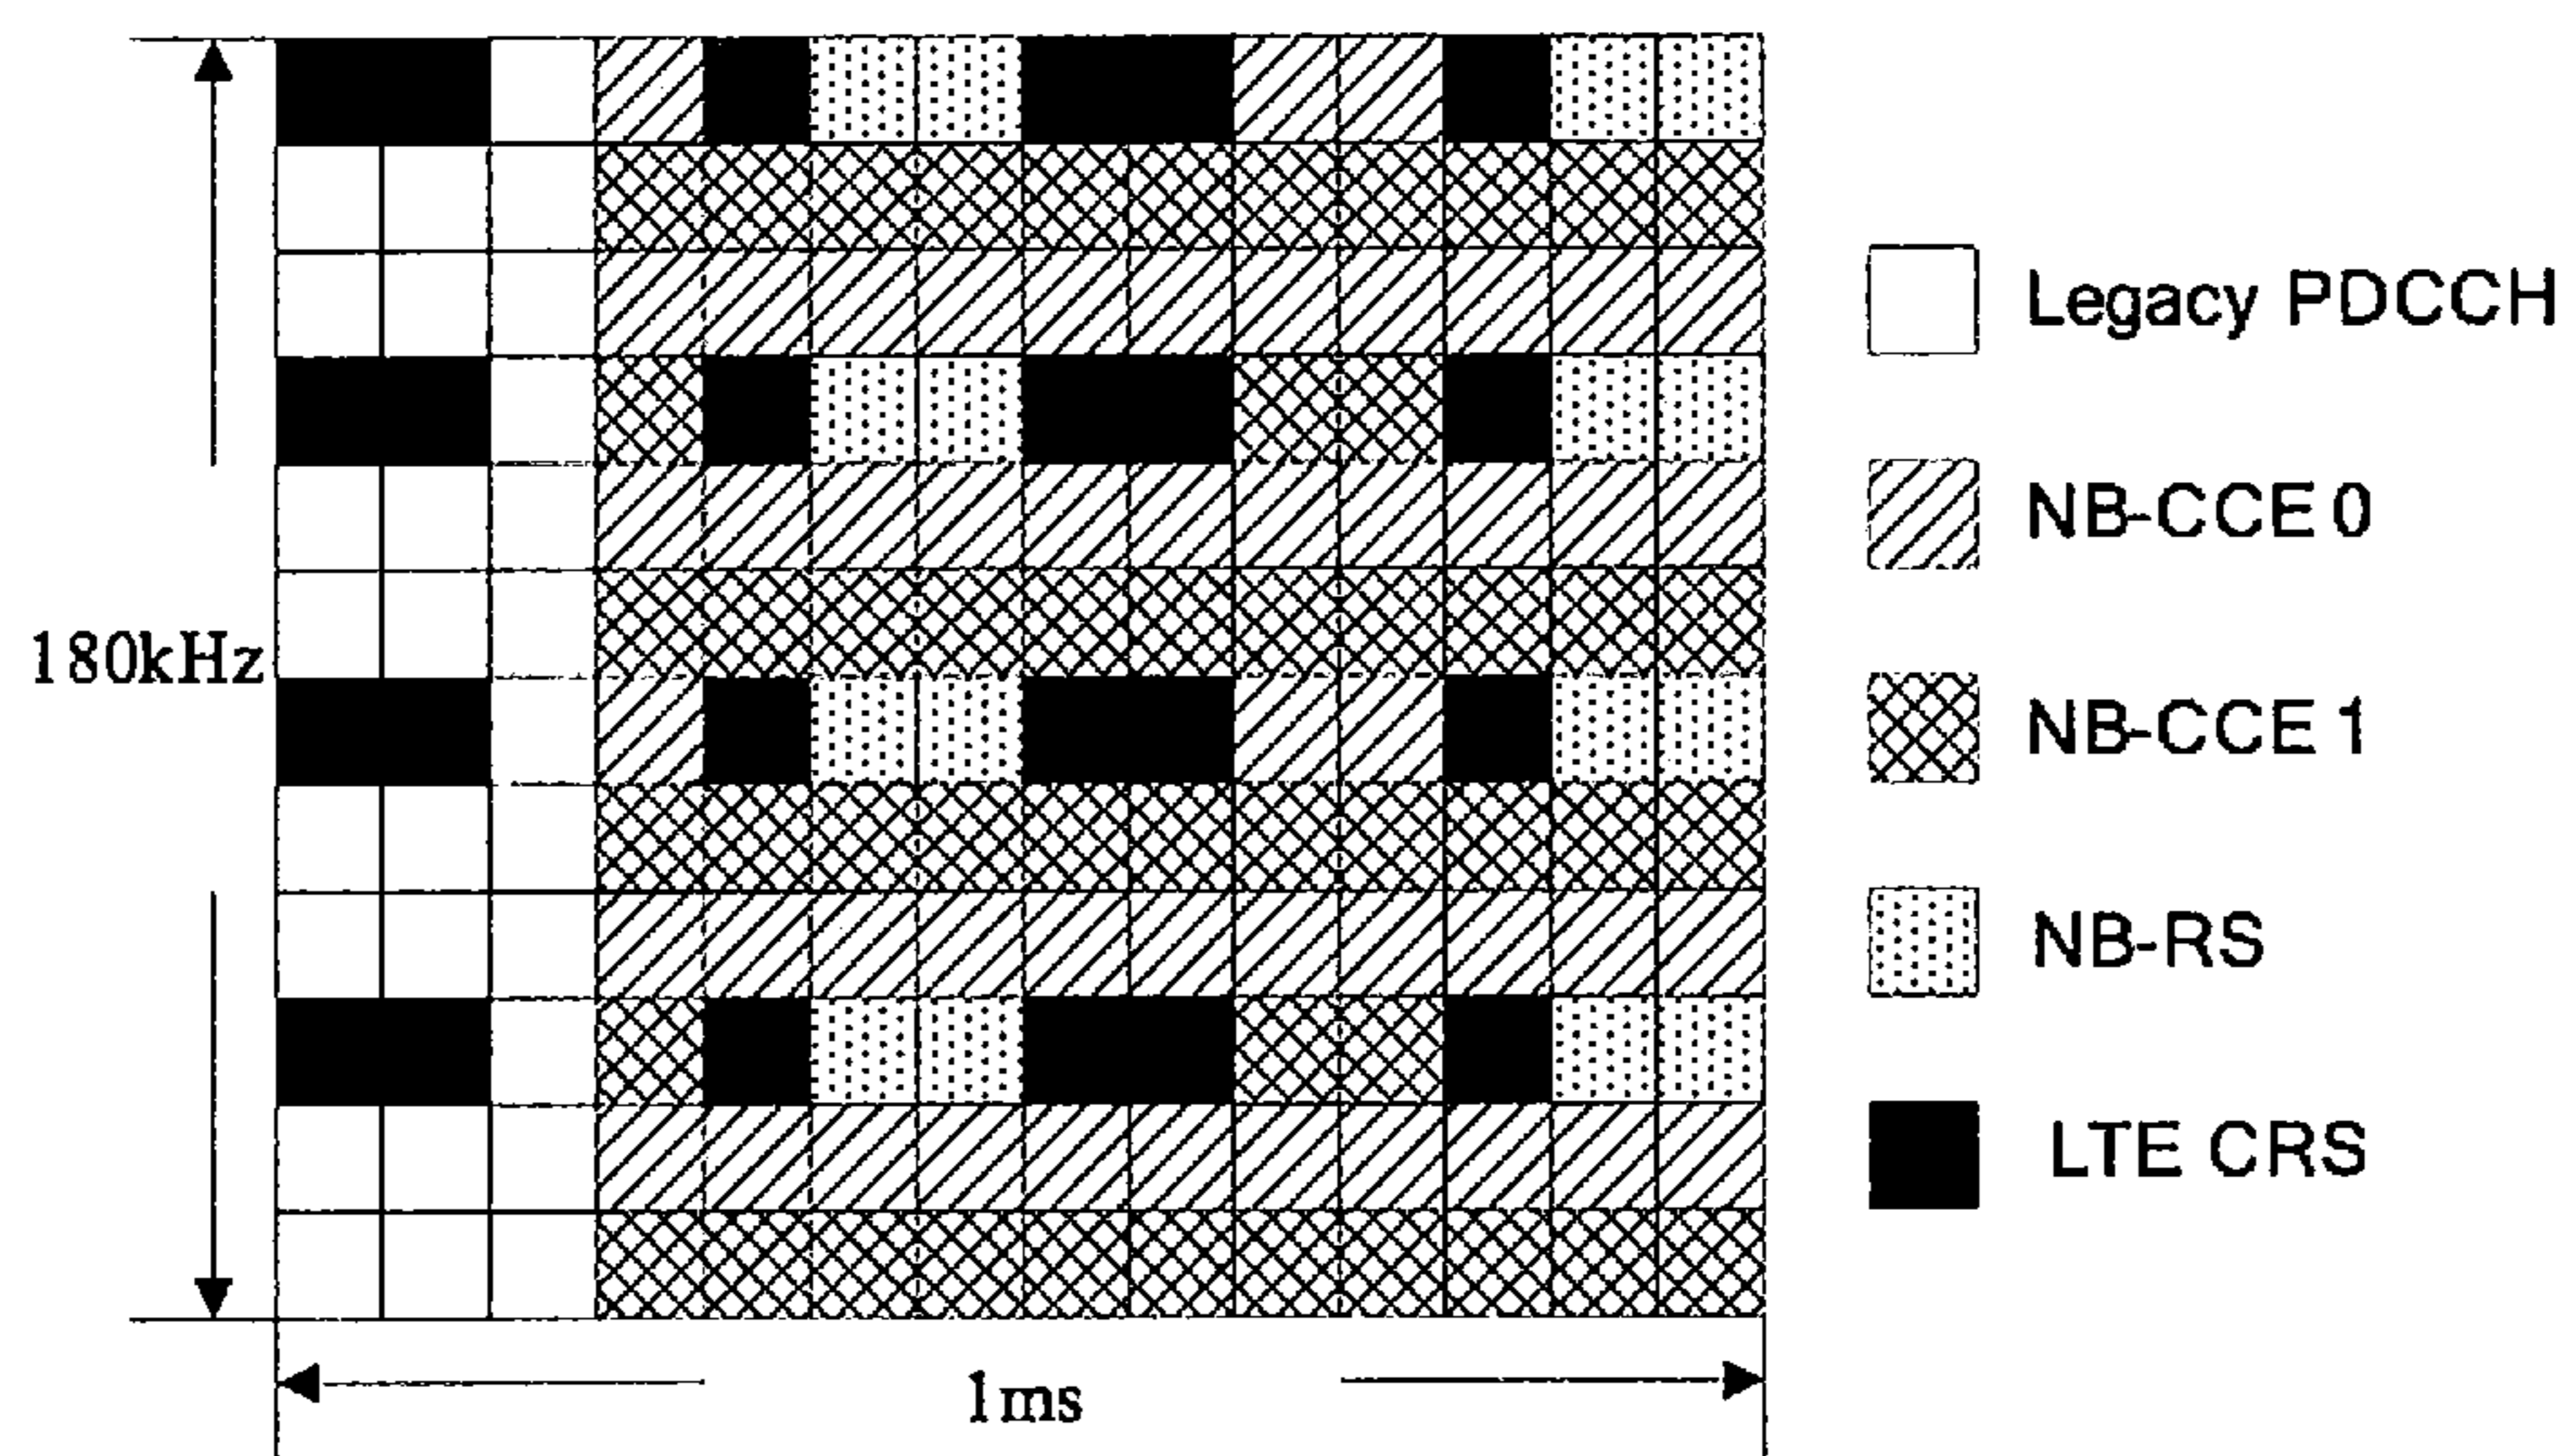 180kHz
1ms
Legacy PDCCH
NB-CCE 0
NB-CCE 1
NB-RS
LTE CRS